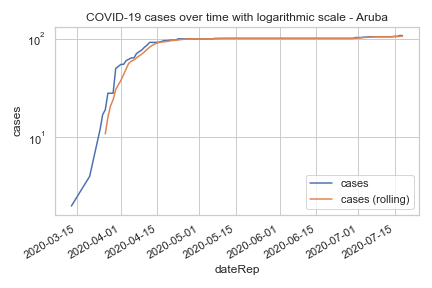 COVID-19 cases over time with logarithmic scale - Aruba
10²
10¹
cases
cases
cases (rolling)
2020-03-15
2020-04-01
2020-04-15
2020-05-01
2020-05-15
2020-06-01
2020-06-15
2020-07-01
2020-07-15
dateRep